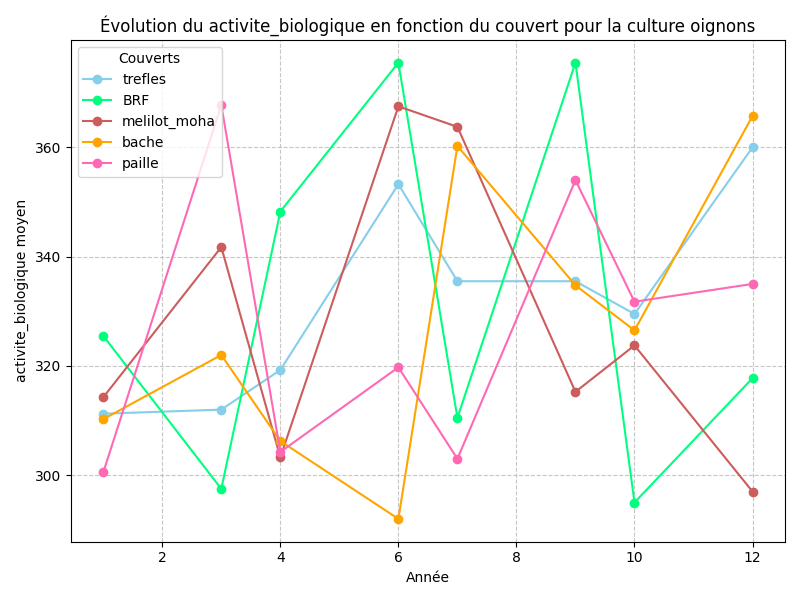 Évolution du activite_biologique en fonction du couvert pour la culture oignons
Couverts
trefles
BRF
melilot_moha
bache
paille
activite_biologique moyen
360
340
320
300
2 4 6 8 10 12
Année